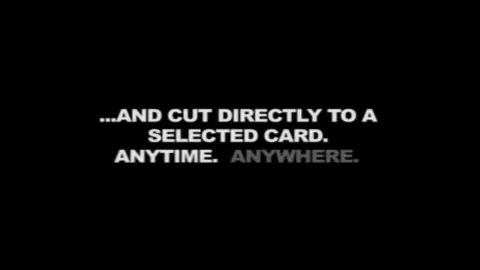 ...AND CUT DIRECTLY TO A
SELECTED CARD.
ANYTIME. ANYWHERE.